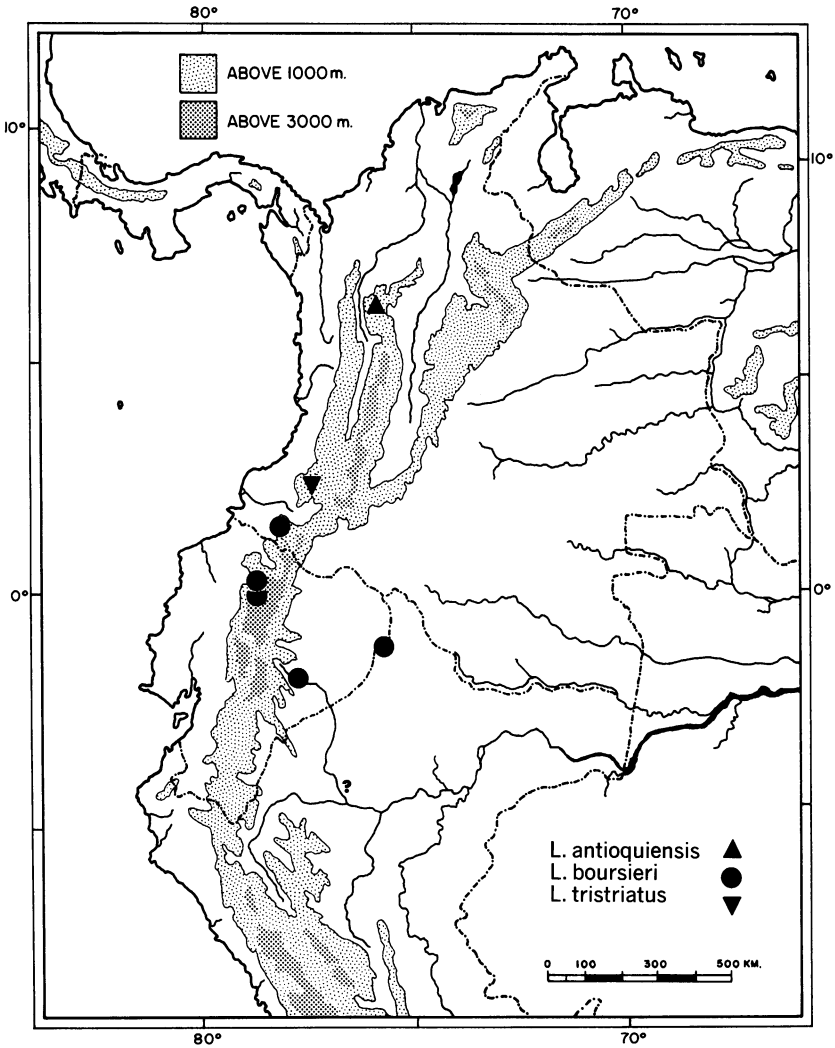 80°
70°
ABOVE 1000 m.
ABOVE 3000 m.
10°
10°
0°
0°
?
L. antioquiensis
L. boursieri
L. tristriatus
0 100 300 500 KM.
80°
70°